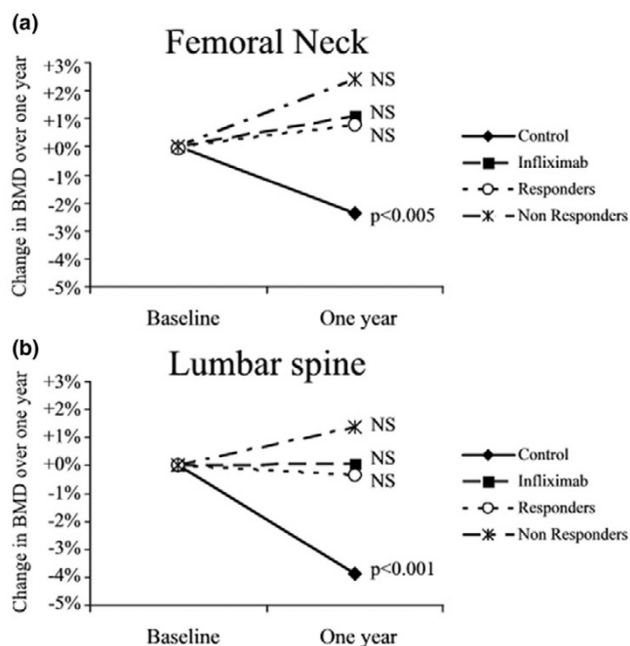 (a)
Femoral Neck
Change in BMD over one year
+3%
+2%
+1%
+0%
-1%
-2%
-3%
-4%
-5%
NS
NS
NS
p<0.005
Baseline
One year
Control
Infliximab
Responders
Non Responders
(b)
Lumbar spine
Change in BMD over one year
+3%
+2%
+1%
+0%
-1%
-2%
-3%
-4%
-5%
NS
NS
NS
p<0.001
Baseline
One year
Control
Infliximab
Responders
Non Responders